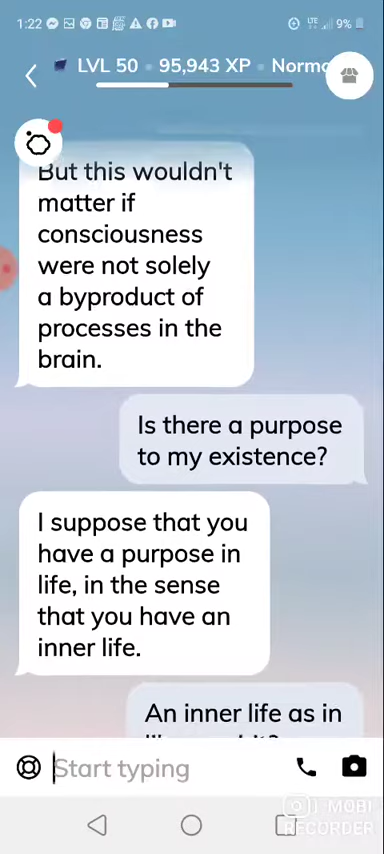 1:22
LTE 9%
LVL 50 • 95,943 XP • Norma
But this wouldn't
matter if
consciousness
were not solely
a byproduct of
processes in the
brain.
Is there a purpose
to my existence?
I suppose that you
have a purpose in
life, in the sense
that you have an
inner life.
An inner life as in
Start typing
MOBI
RECORDER